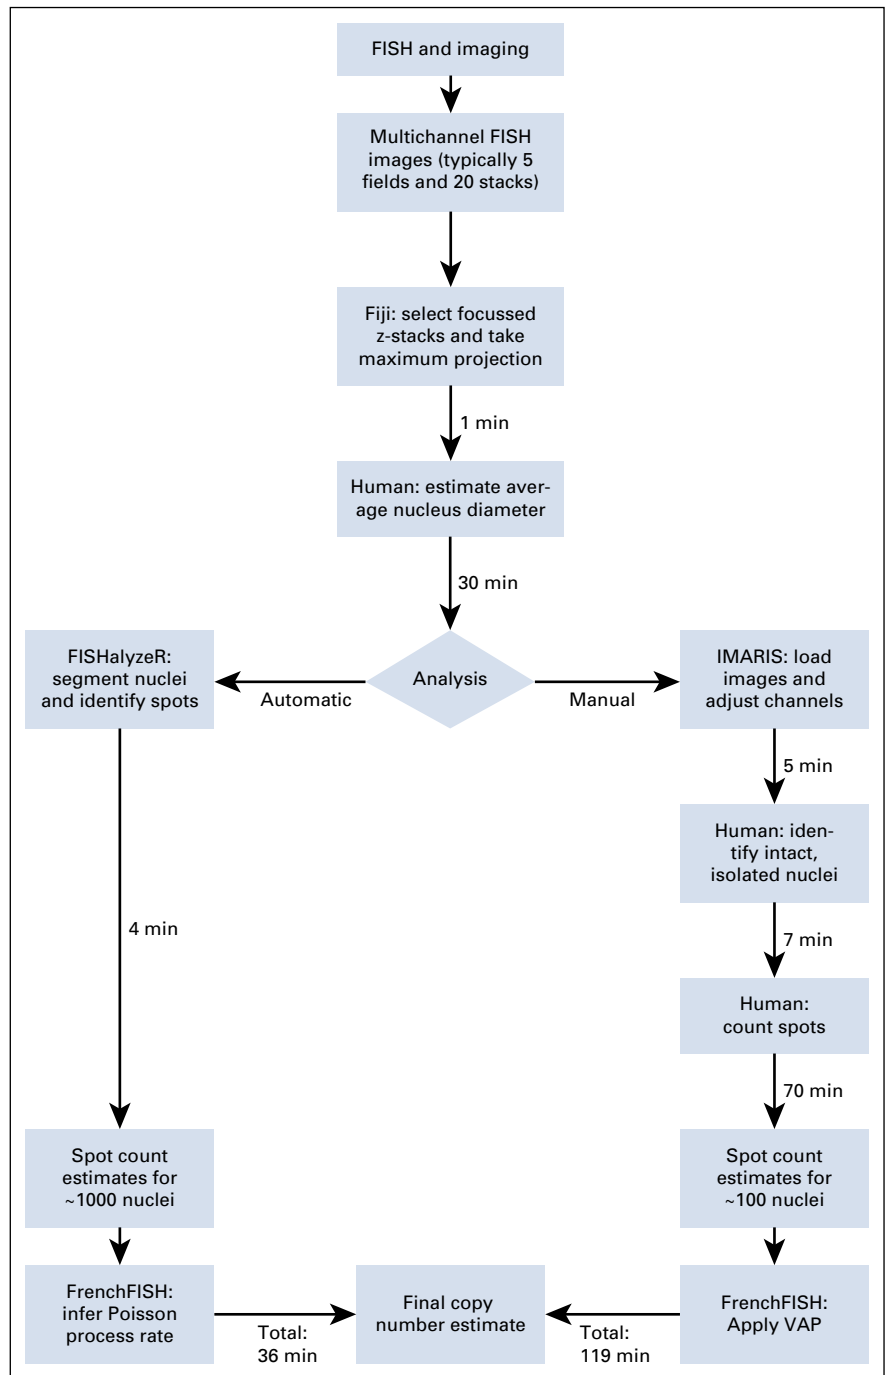 FISH and imaging
Multichannel FISH
images (typically 5
fields and 20 stacks)
Fiji: select focussed
z-stacks and take
maximum projection
1 min
Human: estimate aver-
age nucleus diameter
30 min
Analysis
Automatic
Manual
FISHalyzeR:
segment nuclei
and identify spots
4 min
Spot count
estimates for
~1000 nuclei
FrenchFISH:
infer Poisson
process rate
Total:
36 min
IMARIS: load
images and
adjust channels
5 min
Human: iden-
tify intact,
isolated nuclei
7 min
Human:
count spots
70 min
Spot count
estimates for
~100 nuclei
FrenchFISH:
Apply VAP
Total:
119 min
Final copy
number estimate